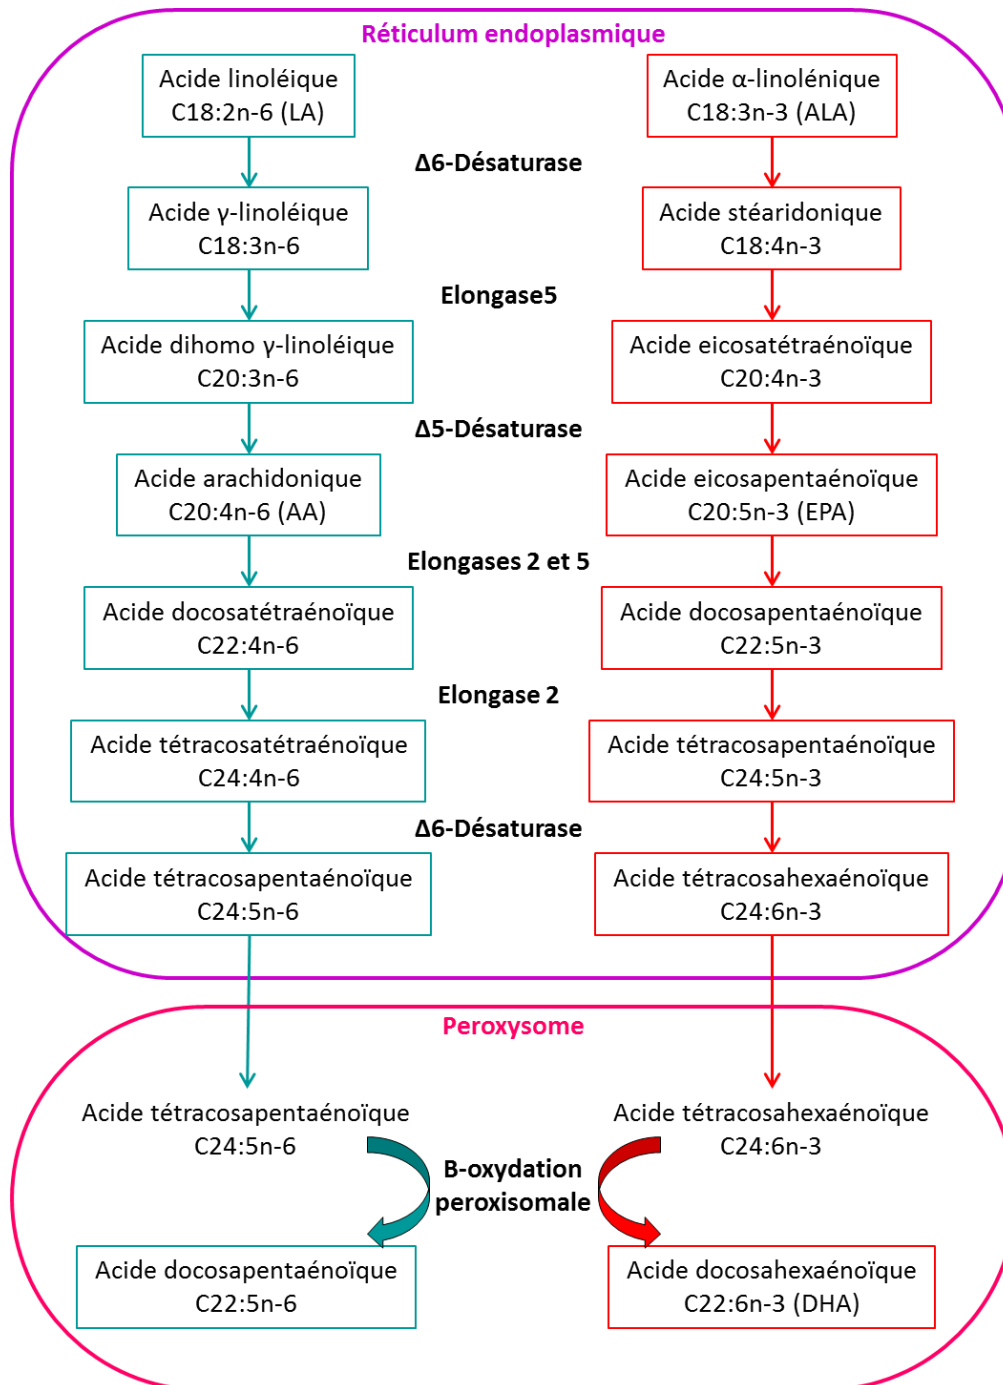 Réticulum endoplasmique
Acide linoléique
C18:2n-6 (LA)
Acide α-linolénique
C18:3n-3 (ALA)
Δ6-Désaturase
Acide γ-linoléique
C18:3n-6
Acide stéaridonique
C18:4n-3
Elongase5
Acide dihomo γ-linoléique
C20:3n-6
Acide eicosatétraénoïque
C20:4n-3
Δ5-Désaturase
Acide arachidonique
C20:4n-6 (AA)
Acide eicosapentaénoïque
C20:5n-3 (EPA)
Elongases 2 et 5
Acide docosatétraénoïque
C22:4n-6
Acide docosapentaénoïque
C22:5n-3
Elongase 2
Acide tétracosatétraénoïque
C24:4n-6
Acide tétracosapentaénoïque
C24:5n-3
Δ6-Désaturase
Acide tétracosapentaénoïque
C24:5n-6
Acide tétracosahexaénoïque
C24:6n-3
Peroxysome
Acide tétracosapentaénoïque
C24:5n-6
Acide tétracosahexaénoïque
C24:6n-3
B-oxydation
peroxisomale
Acide docosapentaénoïque
C22:5n-6
Acide docosahexaénoïque
C22:6n-3 (DHA)